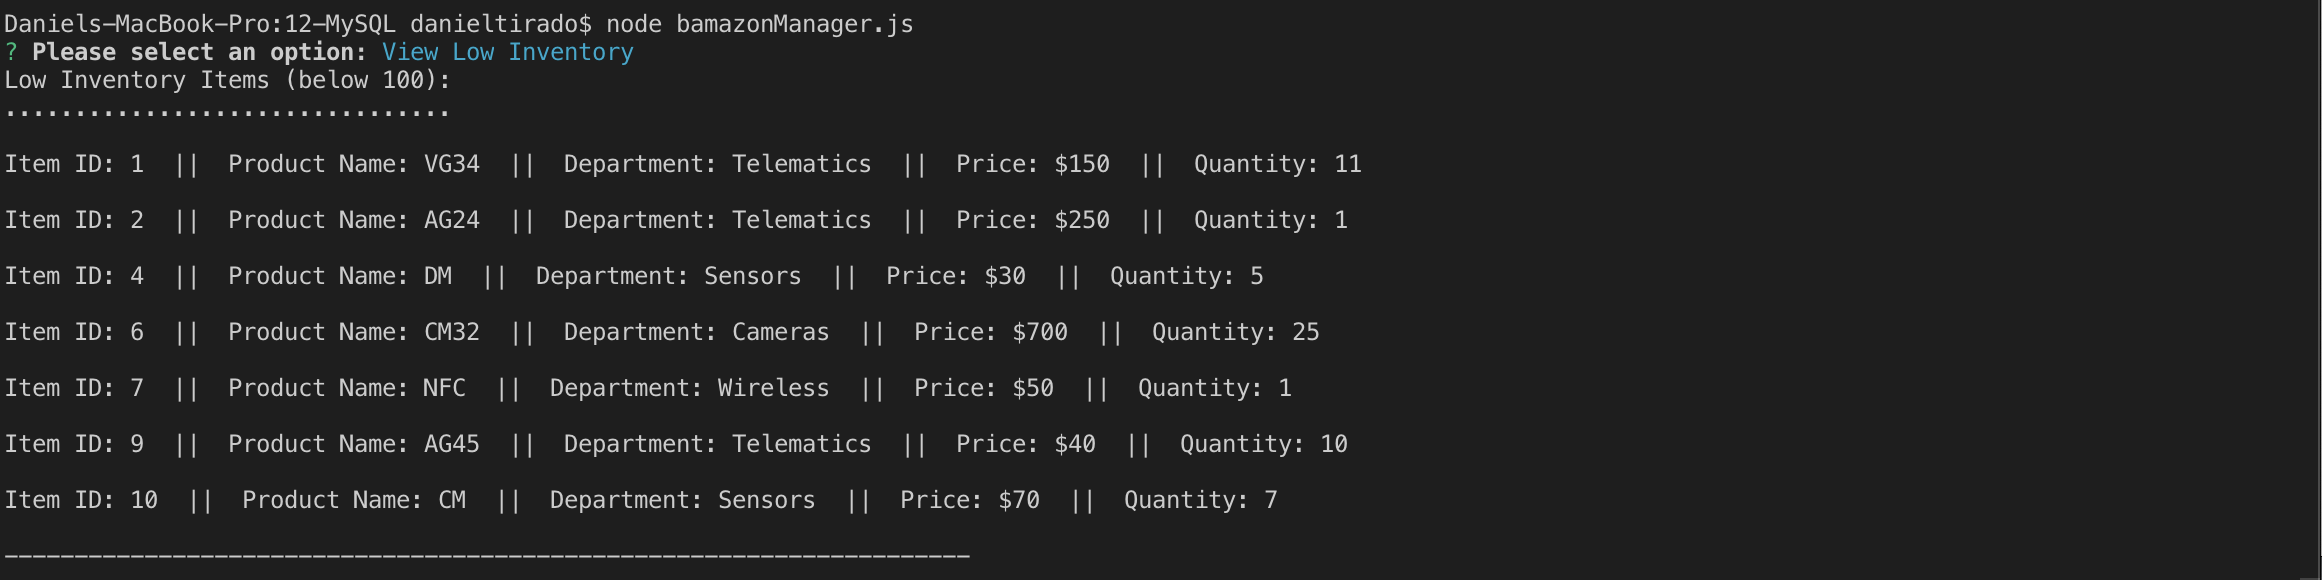 Daniels-MacBook-Pro:12-MySQL danieltirado$ node bamazonManager.js
? Please select an option: View Low Inventory
Low Inventory Items (below 100):
................................
Item ID: 1  ||  Product Name: VG34  ||  Department: Telematics  ||  Price: $150  ||  Quantity: 11
Item ID: 2  ||  Product Name: AG24  ||  Department: Telematics  ||  Price: $250  ||  Quantity: 1
Item ID: 4  ||  Product Name: DM  ||  Department: Sensors  ||  Price: $30  ||  Quantity: 5
Item ID: 6  ||  Product Name: CM32  ||  Department: Cameras  ||  Price: $700  ||  Quantity: 25
Item ID: 7  ||  Product Name: NFC  ||  Department: Wireless  ||  Price: $50  ||  Quantity: 1
Item ID: 9  ||  Product Name: AG45  ||  Department: Telematics  ||  Price: $40  ||  Quantity: 10
Item ID: 10  ||  Product Name: CM  ||  Department: Sensors  ||  Price: $70  ||  Quantity: 7
---------------------------------------------------------------------